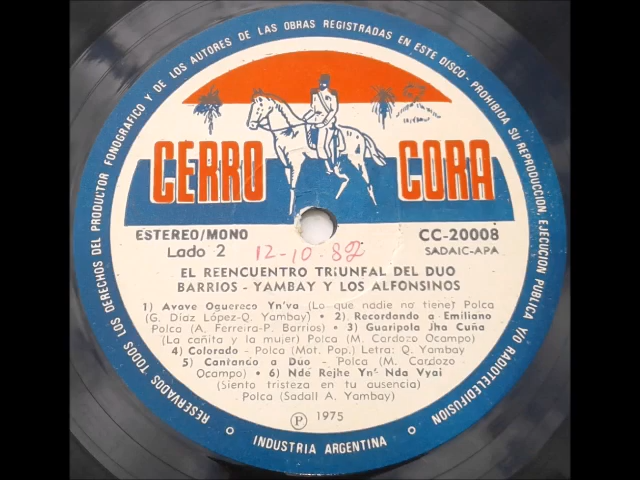 RESERVADOS TODOS LOS DERECHOS DEL PRODUCTOR FONOGRAFICO Y DE LOS AUTORES DE LAS OBRAS REGISTRADAS EN ESTE DISCO - PROHIBIDA SU REPRODUCCION, EJECUCION PUBLICA Y/O RADIOTELEDIFUSION
CERRO CORA
ESTEREO/MONO CC-20008
Lado 2 12-10-82 SADAIC-APA
EL REENCUENTRO TRIUNFAL DEL DUO
BARRIOS - YAMBAY Y LOS ALFONSINOS
1) Avave Oguereco Yn'va (Lo que nadie no tiene) Polca
(G. Díaz López-Q. Yambay) • 2) Recordando a Emiliano
Polca (A. Ferreira-P. Barrios) • 3) Guaripola Jha Cuña
(La cañita y la mujer) Polca (M. Cardozo Ocampo)
4) Colorado - Polca (Mot. Pop.) Letra: Q. Yambay
5) Cantando a Dúo - Polca (M. Cardozo
Ocampo) • 6) Nde Rejhe Yn' Nda Vyai
(Siento tristeza en tu ausencia)
Polca (Sadall A. Yambay)
P 1975
INDUSTRIA ARGENTINA